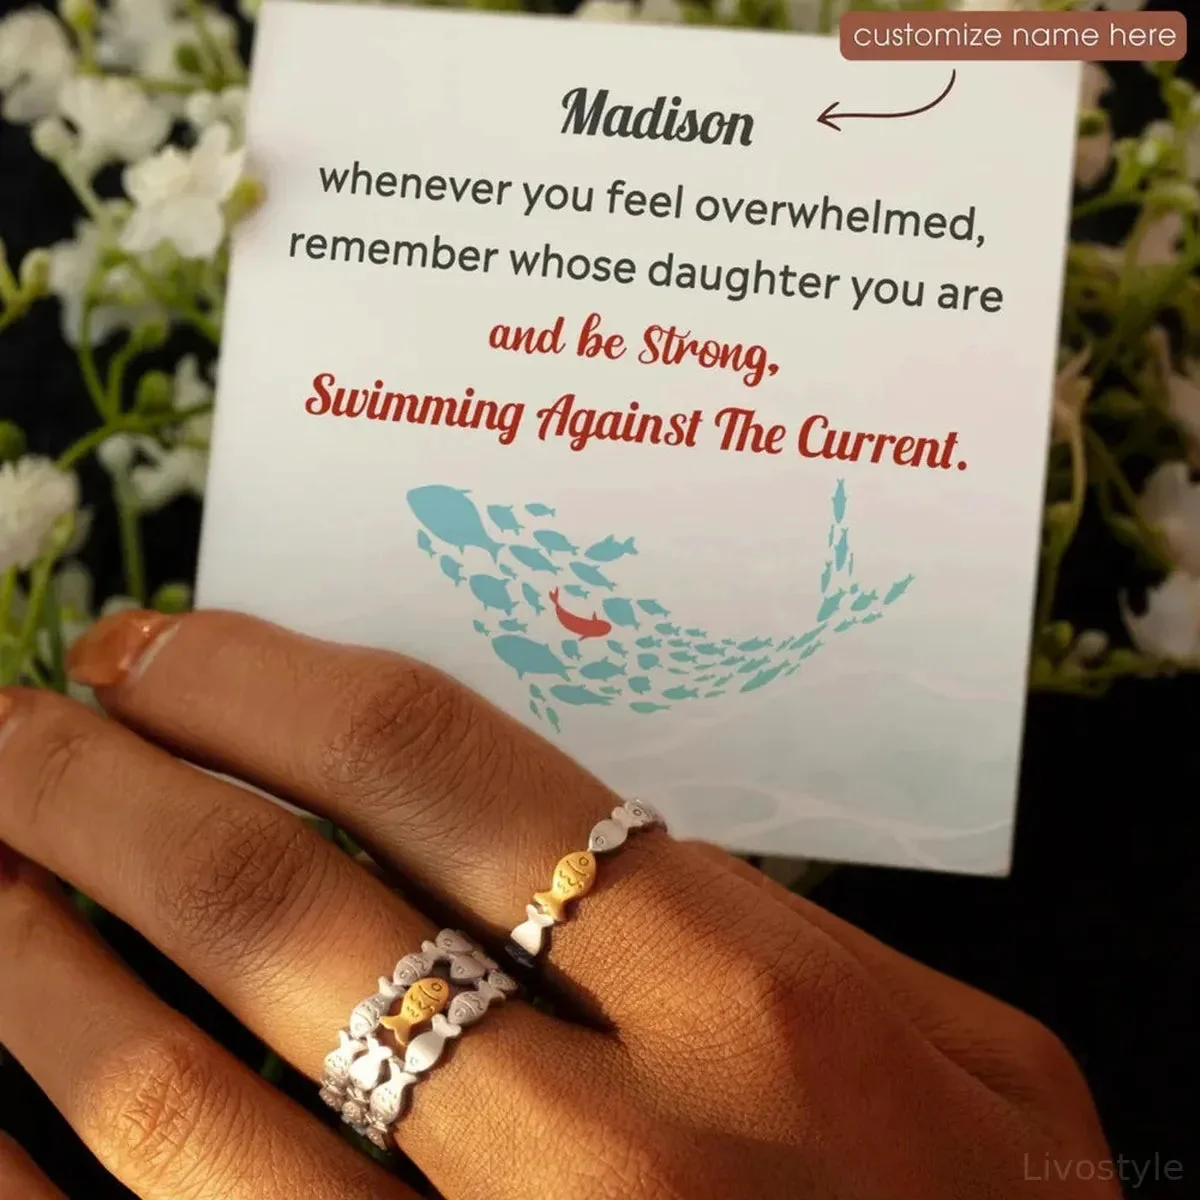 customize name here
Madison
whenever you feel overwhelmed,
remember whose daughter you are
and be Strong,
Swimming Against The Current.
Livostyle